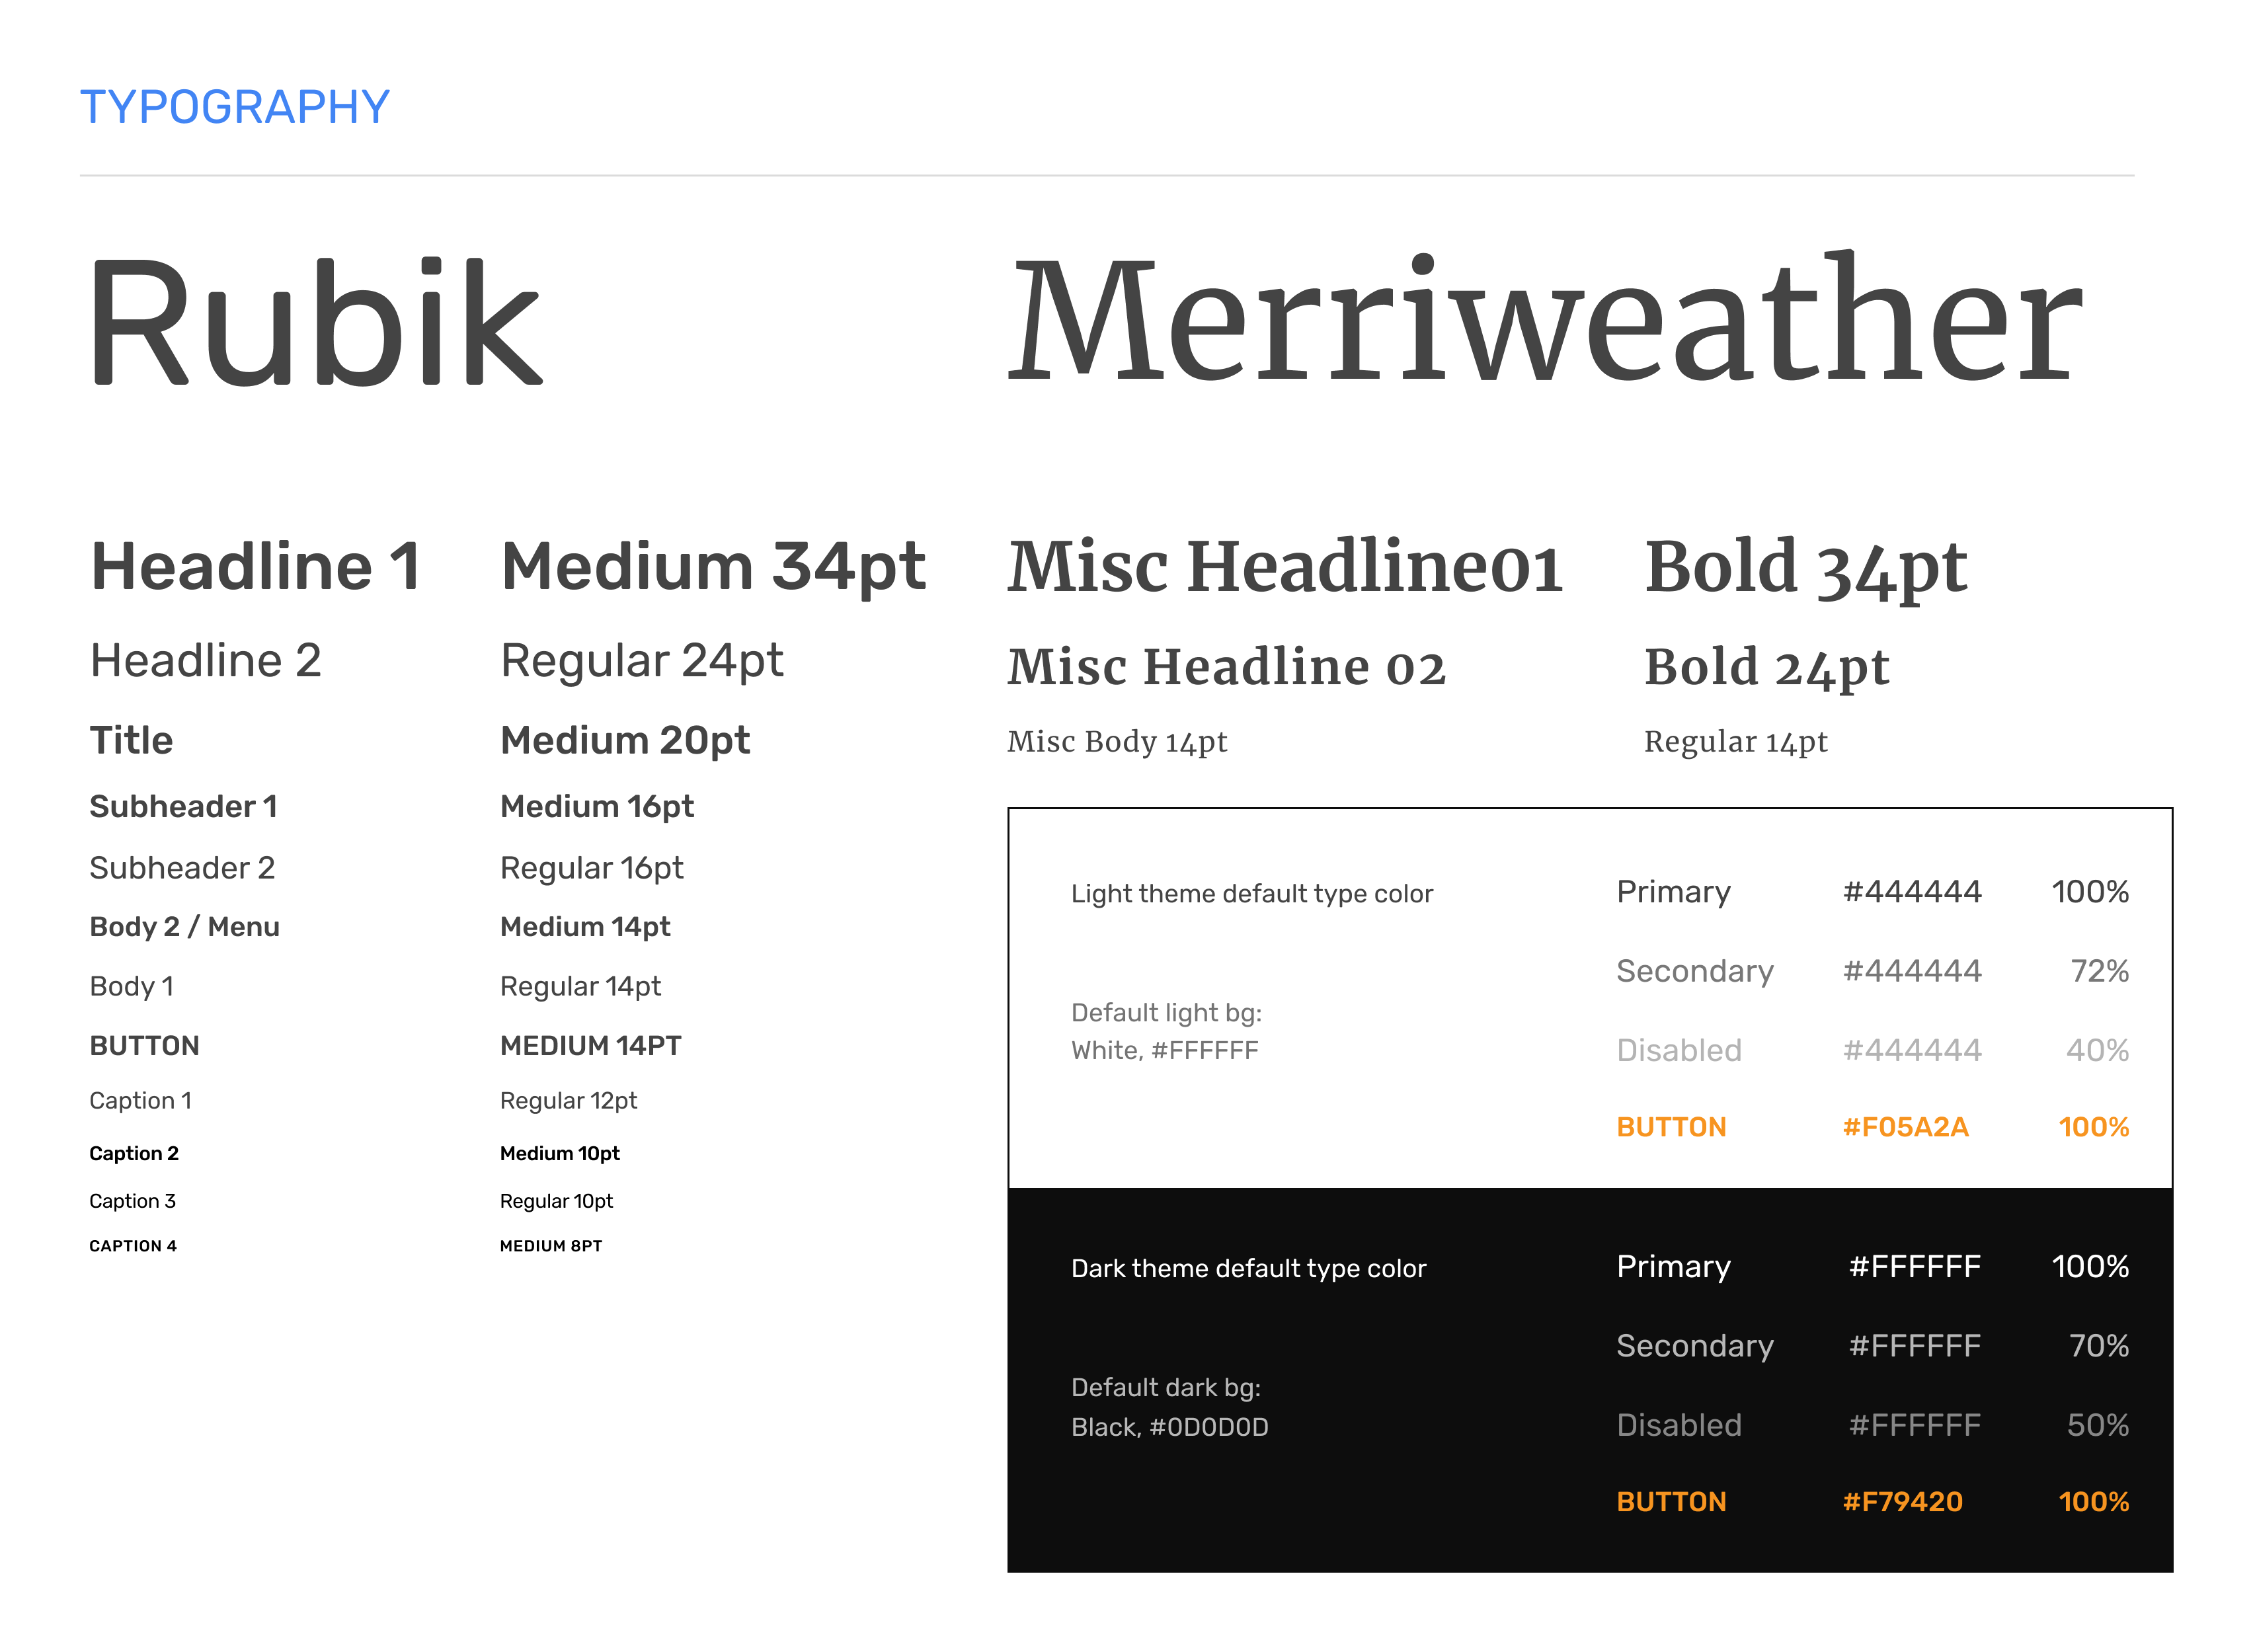 TYPOGRAPHY
Rubik
Headline 1 Medium 34pt
Headline 2 Regular 24pt
Title Medium 20pt
Subheader 1 Medium 16pt
Subheader 2 Regular 16pt
Body 2 / Menu Medium 14pt
Body 1 Regular 14pt
BUTTON MEDIUM 14PT
Caption 1 Regular 12pt
Caption 2 Medium 10pt
Caption 3 Regular 10pt
CAPTION 4 MEDIUM 8PT
Merriweather
Misc Headline01 Bold 34pt
Misc Headline 02 Bold 24pt
Misc Body 14pt Regular 14pt
Light theme default type color
Default light bg:
White, #FFFFFF
Primary #444444 100%
Secondary #444444 72%
Disabled #444444 40%
BUTTON #F05A2A 100%
Dark theme default type color
Default dark bg:
Black, #0D0D0D
Primary #FFFFFF 100%
Secondary #FFFFFF 70%
Disabled #FFFFFF 50%
BUTTON #F79420 100%